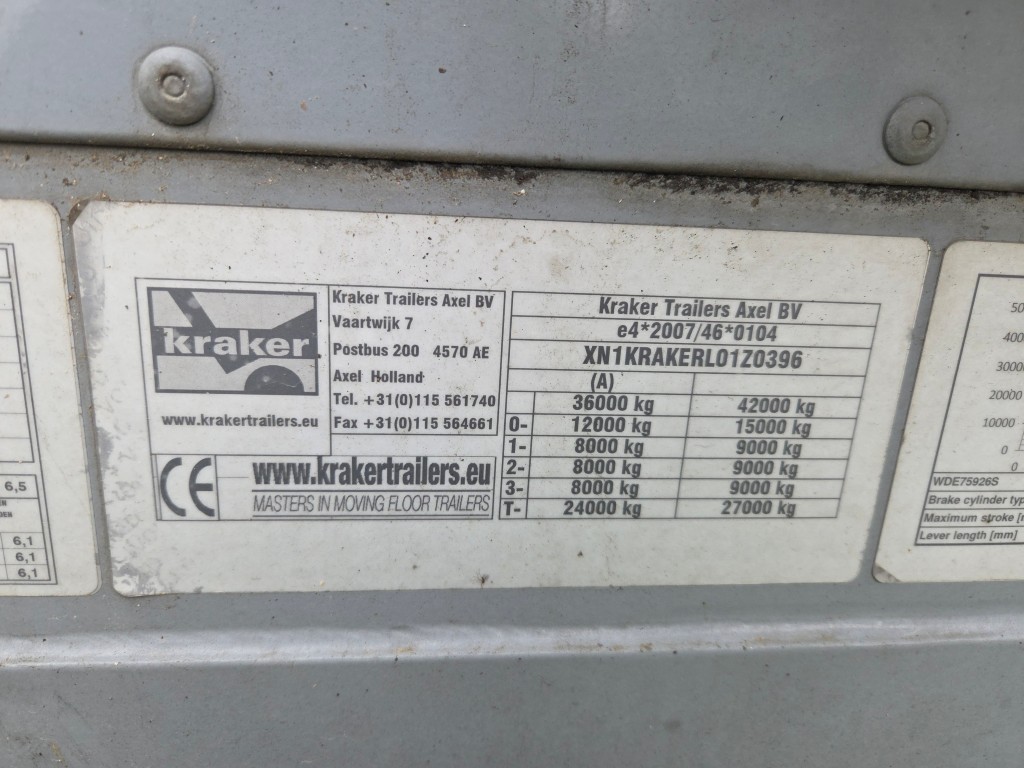 6,5
EN
BEN
6,1
6,1
6,1
kraker
www.krakertrailers.eu
Kraker Trailers Axel BV
Vaartwijk 7
Postbus 200 4570 AE
Axel Holland
Tel. +31(0)115 561740
Fax +31(0)115 564661
CE
www.krakertrailers.eu
MASTERS IN MOVING FLOOR TRAILERS
Kraker Trailers Axel BV
e4*2007/46*0104
XN1KRAKERL01Z0396
(A)
36000 kg 42000 kg
0- 12000 kg 15000 kg
1- 8000 kg 9000 kg
2- 8000 kg 9000 kg
3- 8000 kg 9000 kg
T- 24000 kg 27000 kg
30000
20000
10000
0
0
WDE75926S
Brake cylinder typ
Maximum stroke [m
Lever length [mm]